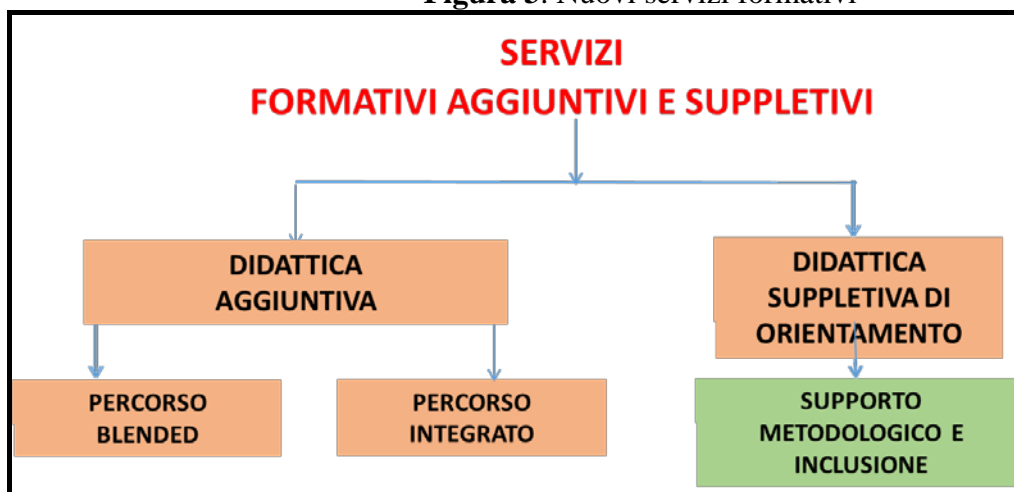 Figura 3. Nuovi servizi formativi
SERVIZI
FORMATIVI AGGIUNTIVI E SUPPLETIVI
DIDATTICA
AGGIUNTIVA
DIDATTICA
SUPPLETIVA DI
ORIENTAMENTO
PERCORSO
BLENDED
PERCORSO
INTEGRATO
SUPPORTO
METODOLOGICO E
INCLUSIONE